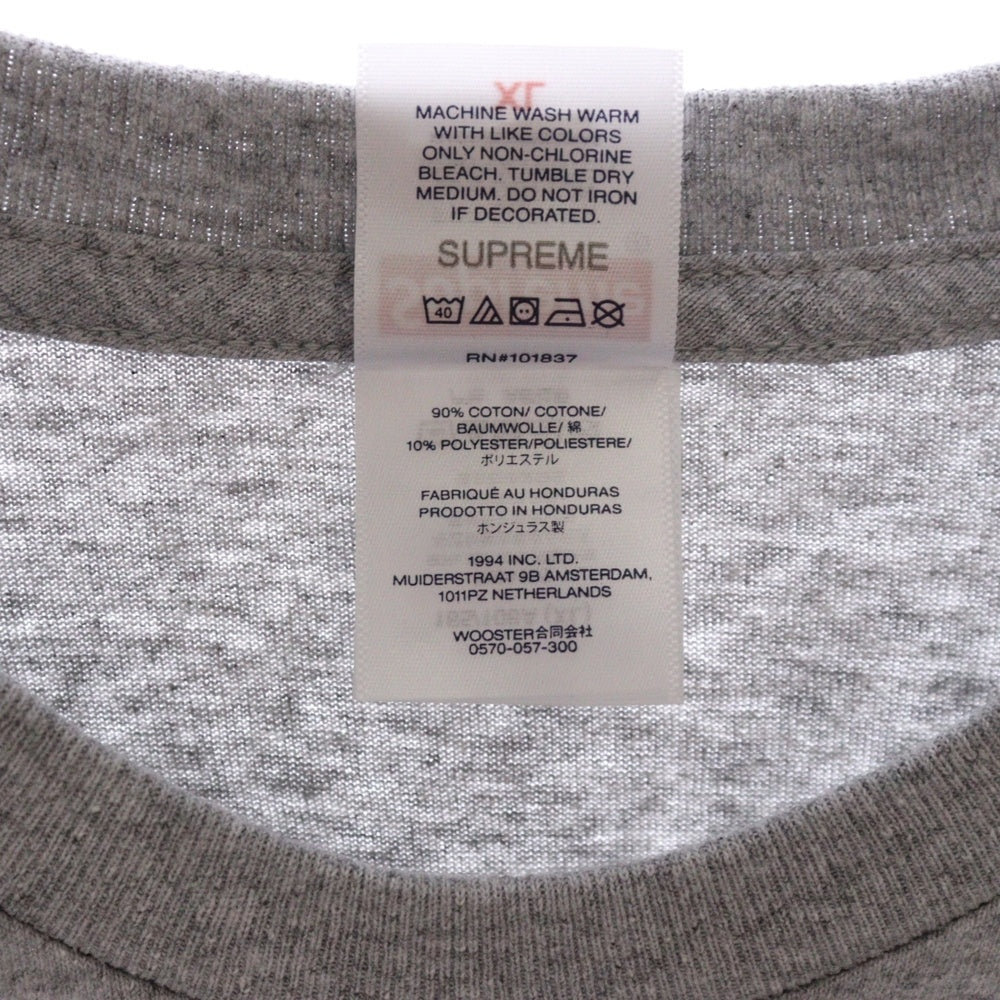 XL
MACHINE WASH WARM
WITH LIKE COLORS
ONLY NON-CHLORINE
BLEACH. TUMBLE DRY
MEDIUM. DO NOT IRON
IF DECORATED.
SUPREME
40
RN#101837
90% COTON/ COTONE/
BAUMWOLLE/ 綿
10% POLYESTER/POLIESTERE/
ポリエステル
FABRIQUÉ AU HONDURAS
PRODOTTO IN HONDURAS
ホンジュラス製
1994 INC. LTD.
MUIDERSTRAAT 9B AMSTERDAM,
1011PZ NETHERLANDS
WOOSTER合同会社
0570-057-300